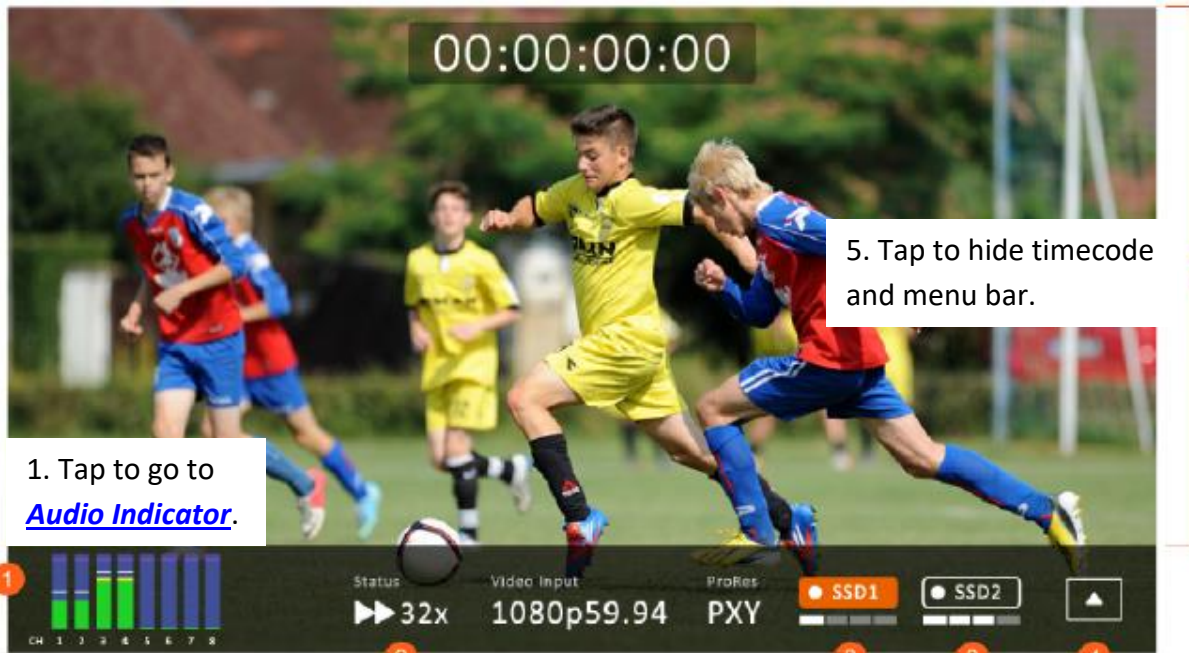 00:00:00:00
5. Tap to hide timecode
and menu bar.
1. Tap to go to
Audio Indicator.
1
Status
Video Input
ProRes
SSD1
SSD2
32x
1080p59.94
PXY
CH 1 2 3 4 5 6 7 8